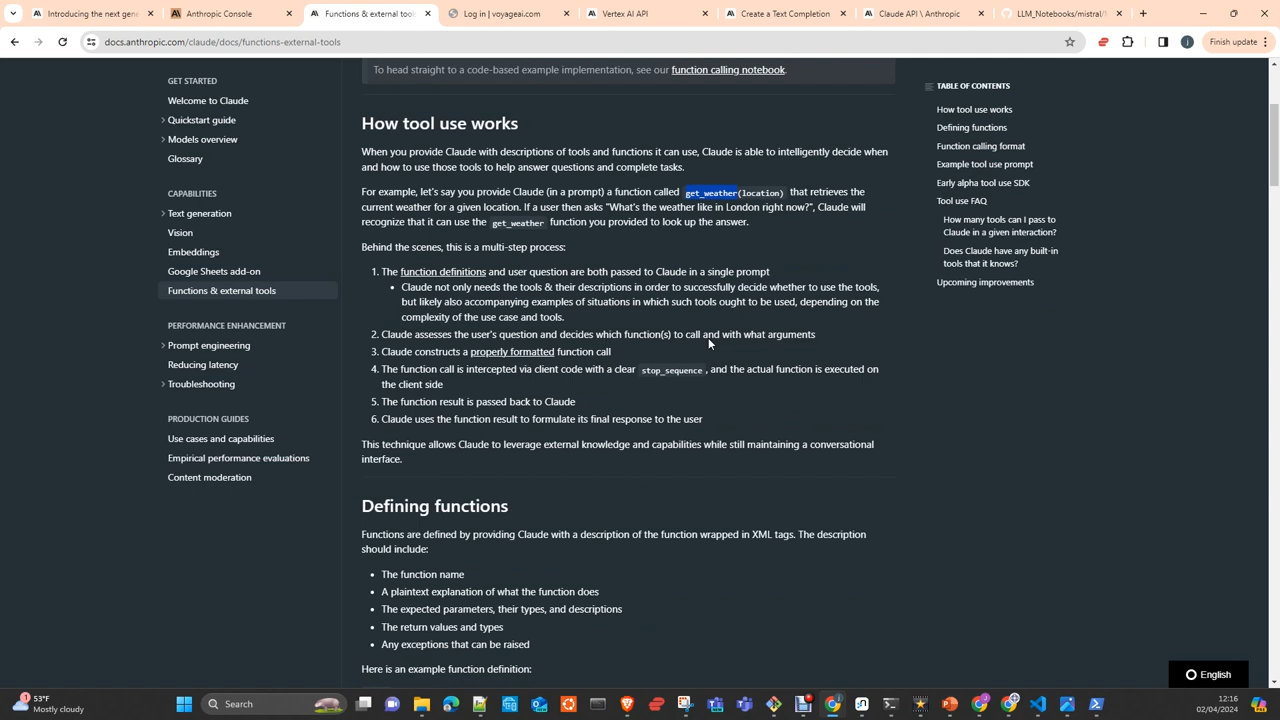 Introducing the next gene
Anthropic Console
Functions & external tools
Log in | voyageai.com
Vertex AI API
Create a Text Completion
Claude API \ Anthropic
LLM_Notebooks/mistral/
docs.anthropic.com/claude/docs/functions-external-tools
Finish update
GET STARTED
Welcome to Claude
Quickstart guide
Models overview
Glossary
CAPABILITIES
Text generation
Vision
Embeddings
Google Sheets add-on
Functions & external tools
PERFORMANCE ENHANCEMENT
Prompt engineering
Reducing latency
Troubleshooting
PRODUCTION GUIDES
Use cases and capabilities
Empirical performance evaluations
Content moderation
To head straight to a code-based example implementation, see our function calling notebook.
How tool use works
When you provide Claude with descriptions of tools and functions it can use, Claude is able to intelligently decide when
and how to use those tools to help answer questions and complete tasks.
For example, let's say you provide Claude (in a prompt) a function called get_weather(location) that retrieves the
current weather for a given location. If a user then asks "What's the weather like in London right now?", Claude will
recognize that it can use the get_weather function you provided to look up the answer.
Behind the scenes, this is a multi-step process:
1. The function definitions and user question are both passed to Claude in a single prompt
• Claude not only needs the tools & their descriptions in order to successfully decide whether to use the tools,
but likely also accompanying examples of situations in which such tools ought to be used, depending on the
complexity of the use case and tools.
2. Claude assesses the user's question and decides which function(s) to call and with what arguments
3. Claude constructs a properly formatted function call
4. The function call is intercepted via client code with a clear stop_sequence, and the actual function is executed on
the client side
5. The function result is passed back to Claude
6. Claude uses the function result to formulate its final response to the user
This technique allows Claude to leverage external knowledge and capabilities while still maintaining a conversational
interface.
Defining functions
Functions are defined by providing Claude with a description of the function wrapped in XML tags. The description
should include:
• The function name
• A plaintext explanation of what the function does
• The expected parameters, their types, and descriptions
• The return values and types
• Any exceptions that can be raised
Here is an example function definition:
TABLE OF CONTENTS
How tool use works
Defining functions
Function calling format
Example tool use prompt
Early alpha tool use SDK
Tool use FAQ
How many tools can I pass to
Claude in a given interaction?
Does Claude have any built-in
tools that it knows?
Upcoming improvements
English
1
53°F
Mostly cloudy
Search
12:16
02/04/2024